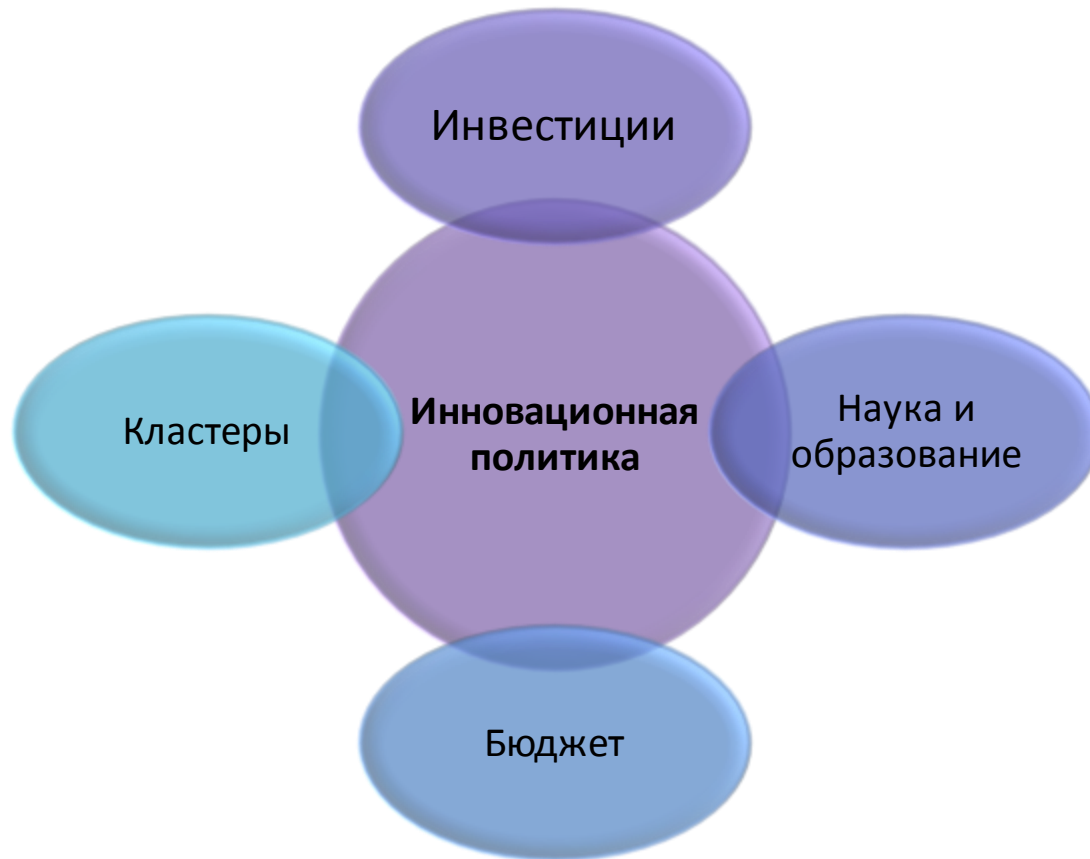 Инвестиции
Кластеры
Инновационная
политика
Наука и
образование
Бюджет